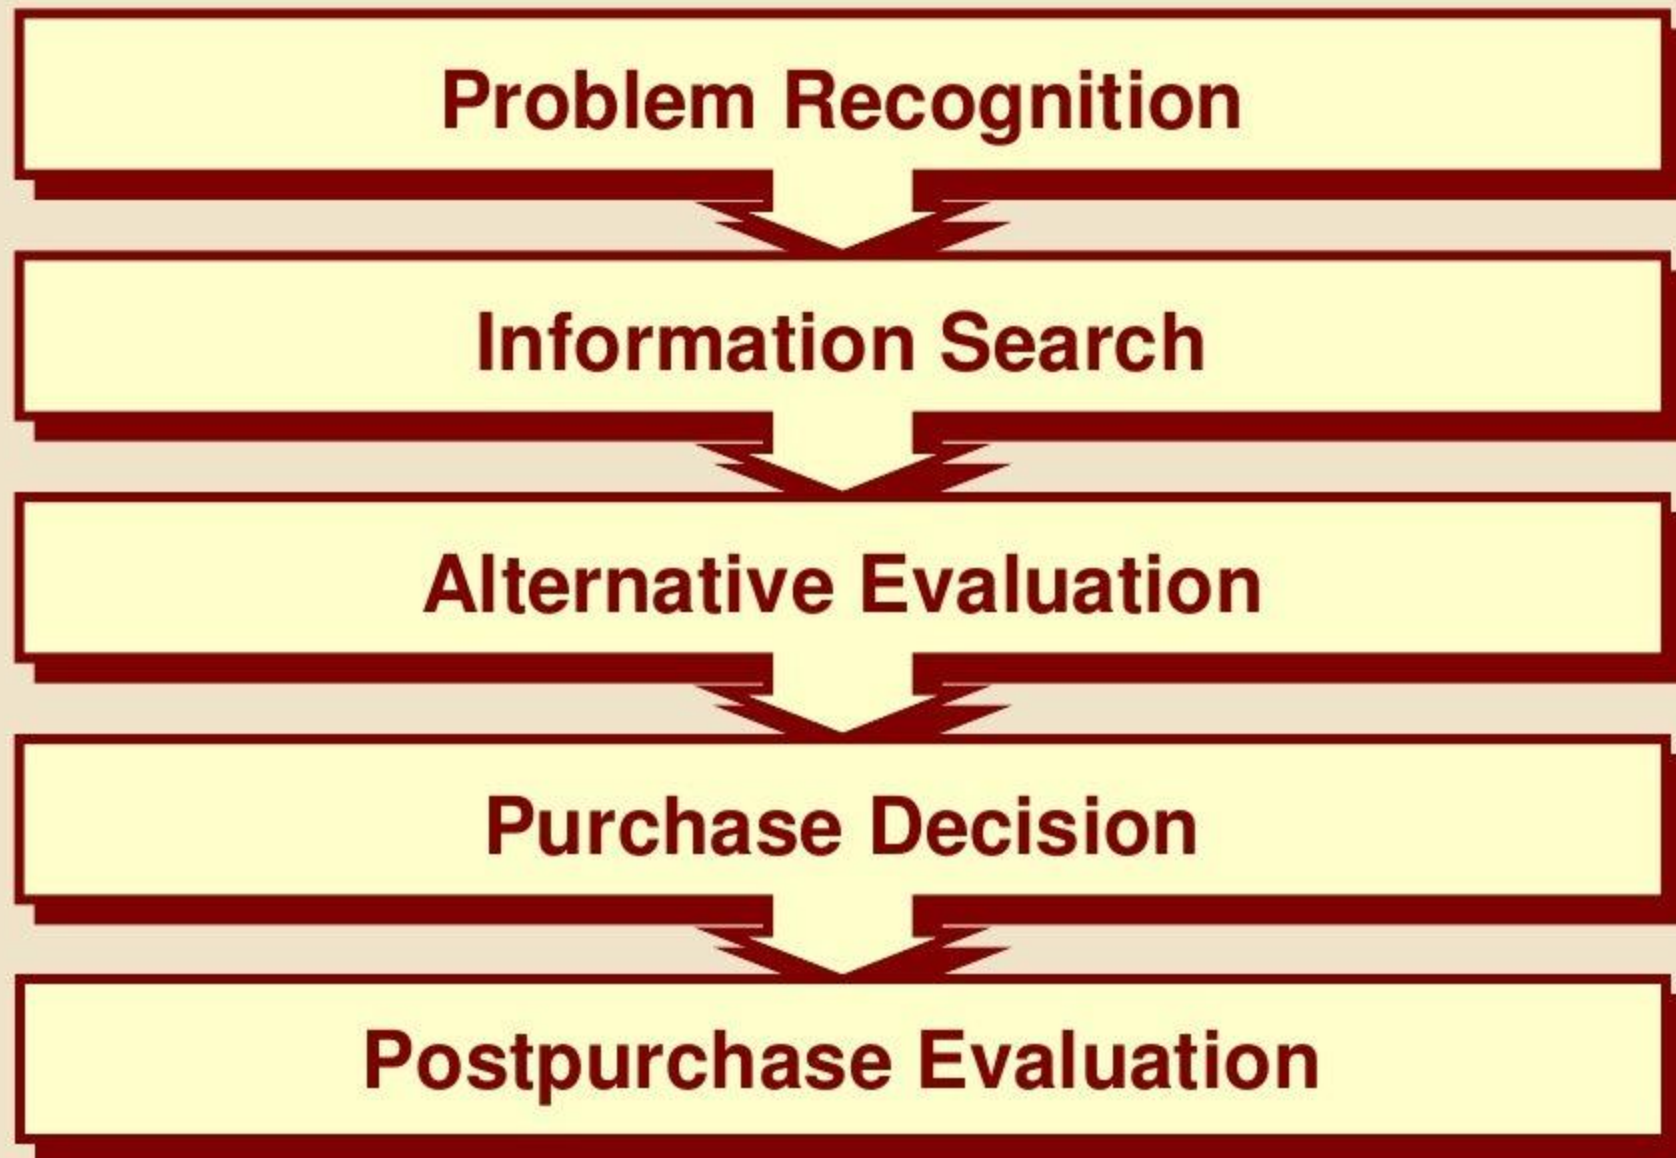 Problem Recognition
Information Search
Alternative Evaluation
Purchase Decision
Postpurchase Evaluation